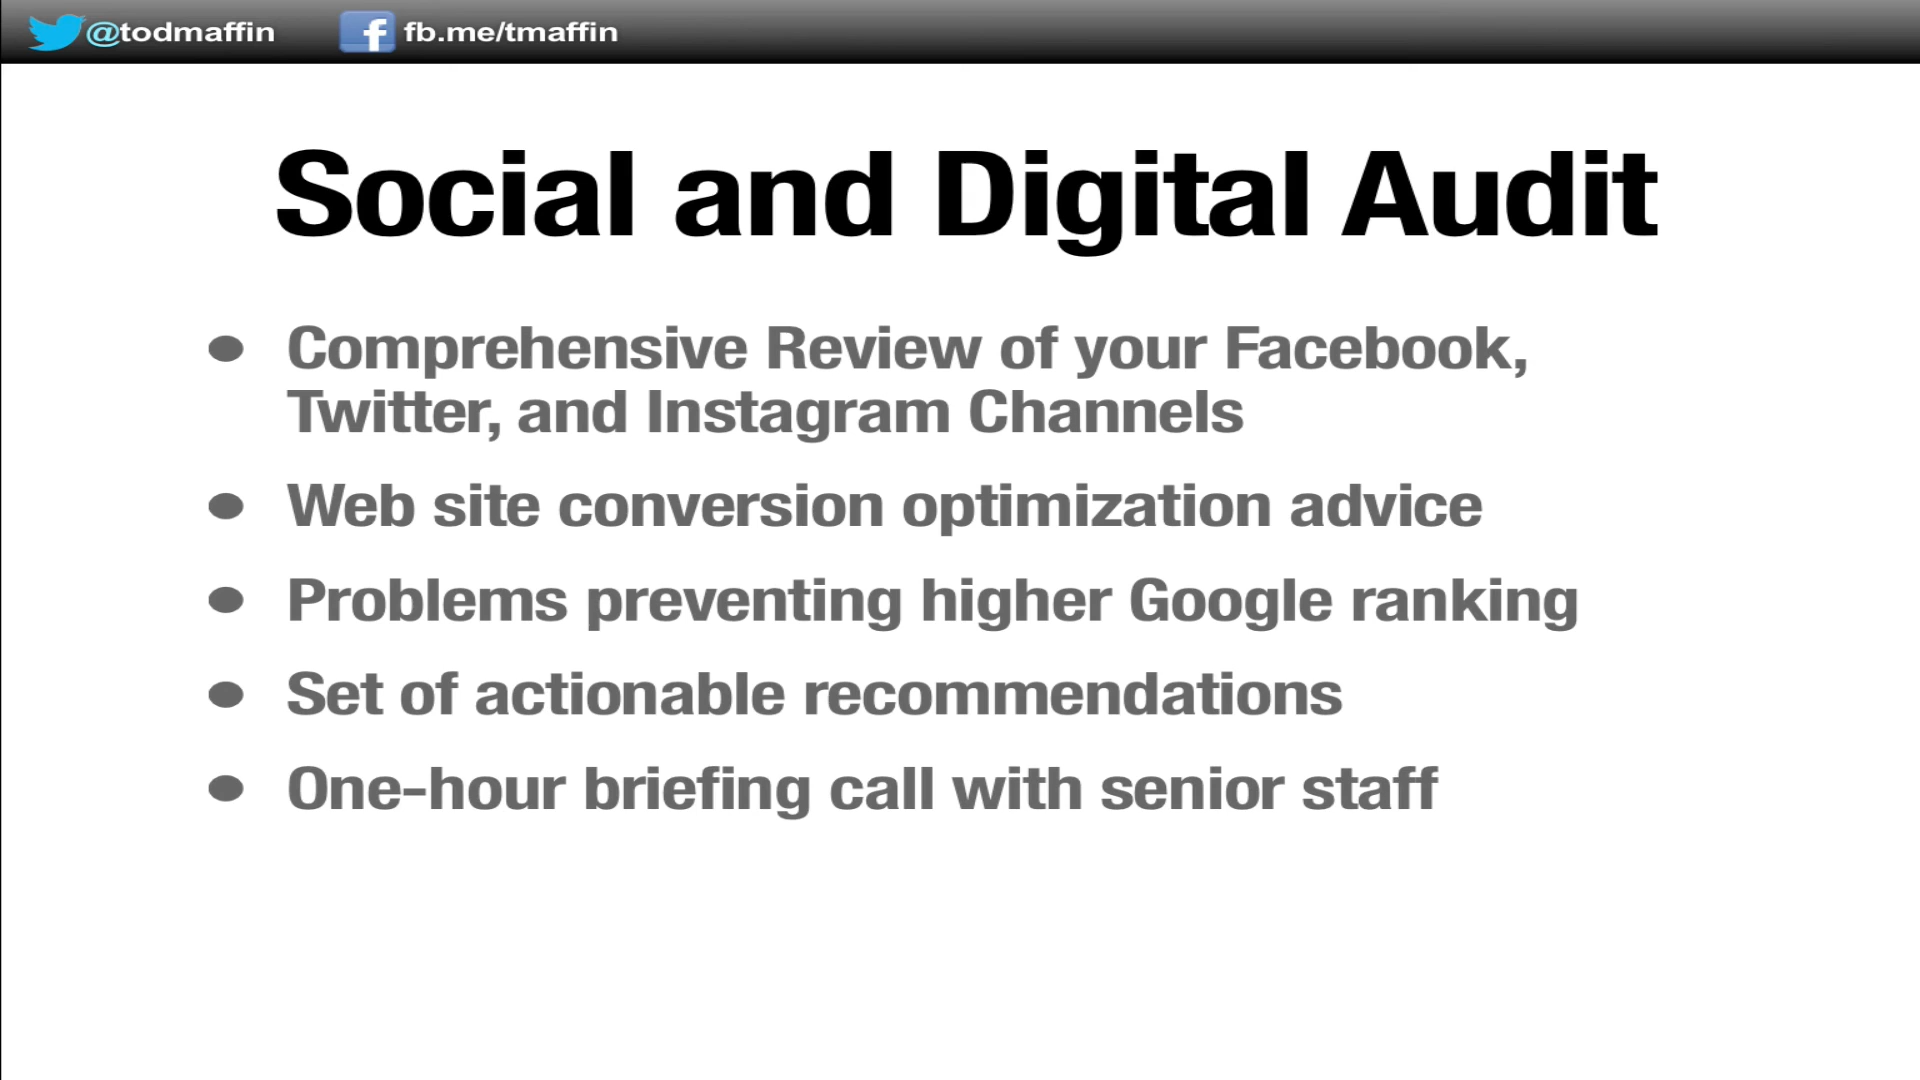 @todmaffin fb.me/tmaffin
Social and Digital Audit
• Comprehensive Review of your Facebook,
Twitter, and Instagram Channels
• Web site conversion optimization advice
• Problems preventing higher Google ranking
• Set of actionable recommendations
• One-hour briefing call with senior staff